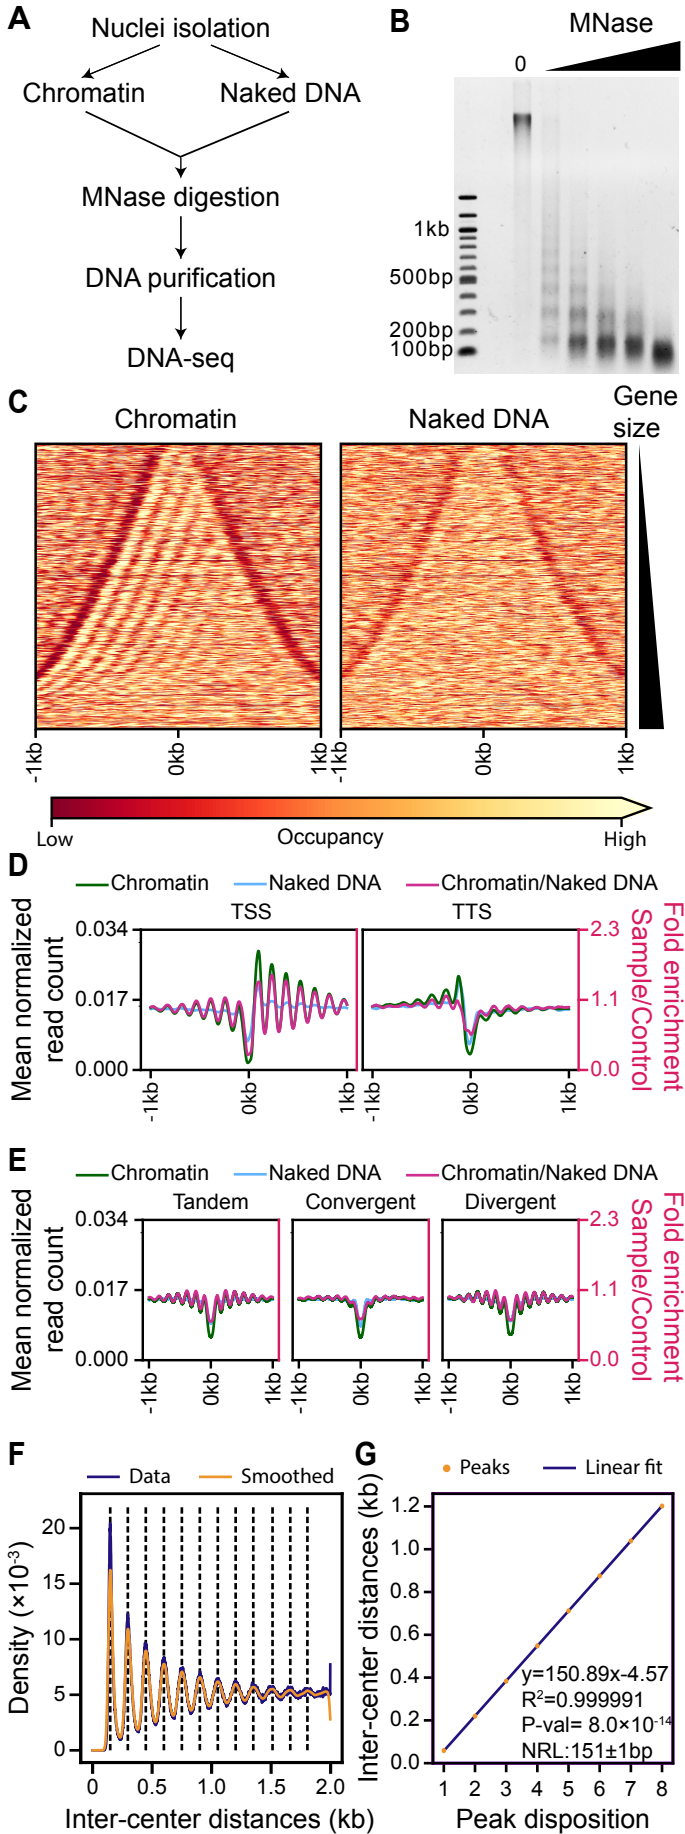 A
Nuclei isolation
Chromatin
Naked DNA
MNase digestion
DNA purification
DNA-seq
B
MNase
0
1kb
500bp
200bp
100bp
C
Chromatin
Naked DNA
Gene
size
-1kb
0kb
1kb
-1kb
0kb
1kb
Low
Occupancy
High
D
Chromatin
Naked DNA
Chromatin/Naked DNA
TSS
TTS
Mean normalized
read count
0.034
0.017
0.000
2.3
1.1
0.0
Fold enrichment
Sample/Control
-1kb
0kb
1kb
-1kb
0kb
1kb
E
Chromatin
Naked DNA
Chromatin/Naked DNA
Tandem
Convergent
Divergent
Mean normalized
read count
0.034
0.017
0.000
2.3
1.1
0.0
Fold enrichment
Sample/Control
-1kb
0kb
1kb
-1kb
0kb
1kb
-1kb
0kb
1kb
F
Data
Smoothed
Density (×10⁻³)
20
15
10
5
0
0
0.5
1.0
1.5
2.0
Inter-center distances (kb)
G
Peaks
Linear fit
Inter-center distances (kb)
1.2
1.0
0.8
0.6
0.4
0.2
0.0
y=150.89x-4.57
R²=0.999991
P-val= 8.0×10⁻¹⁴
NRL:151±1bp
1
2
3
4
5
6
7
8
Peak disposition